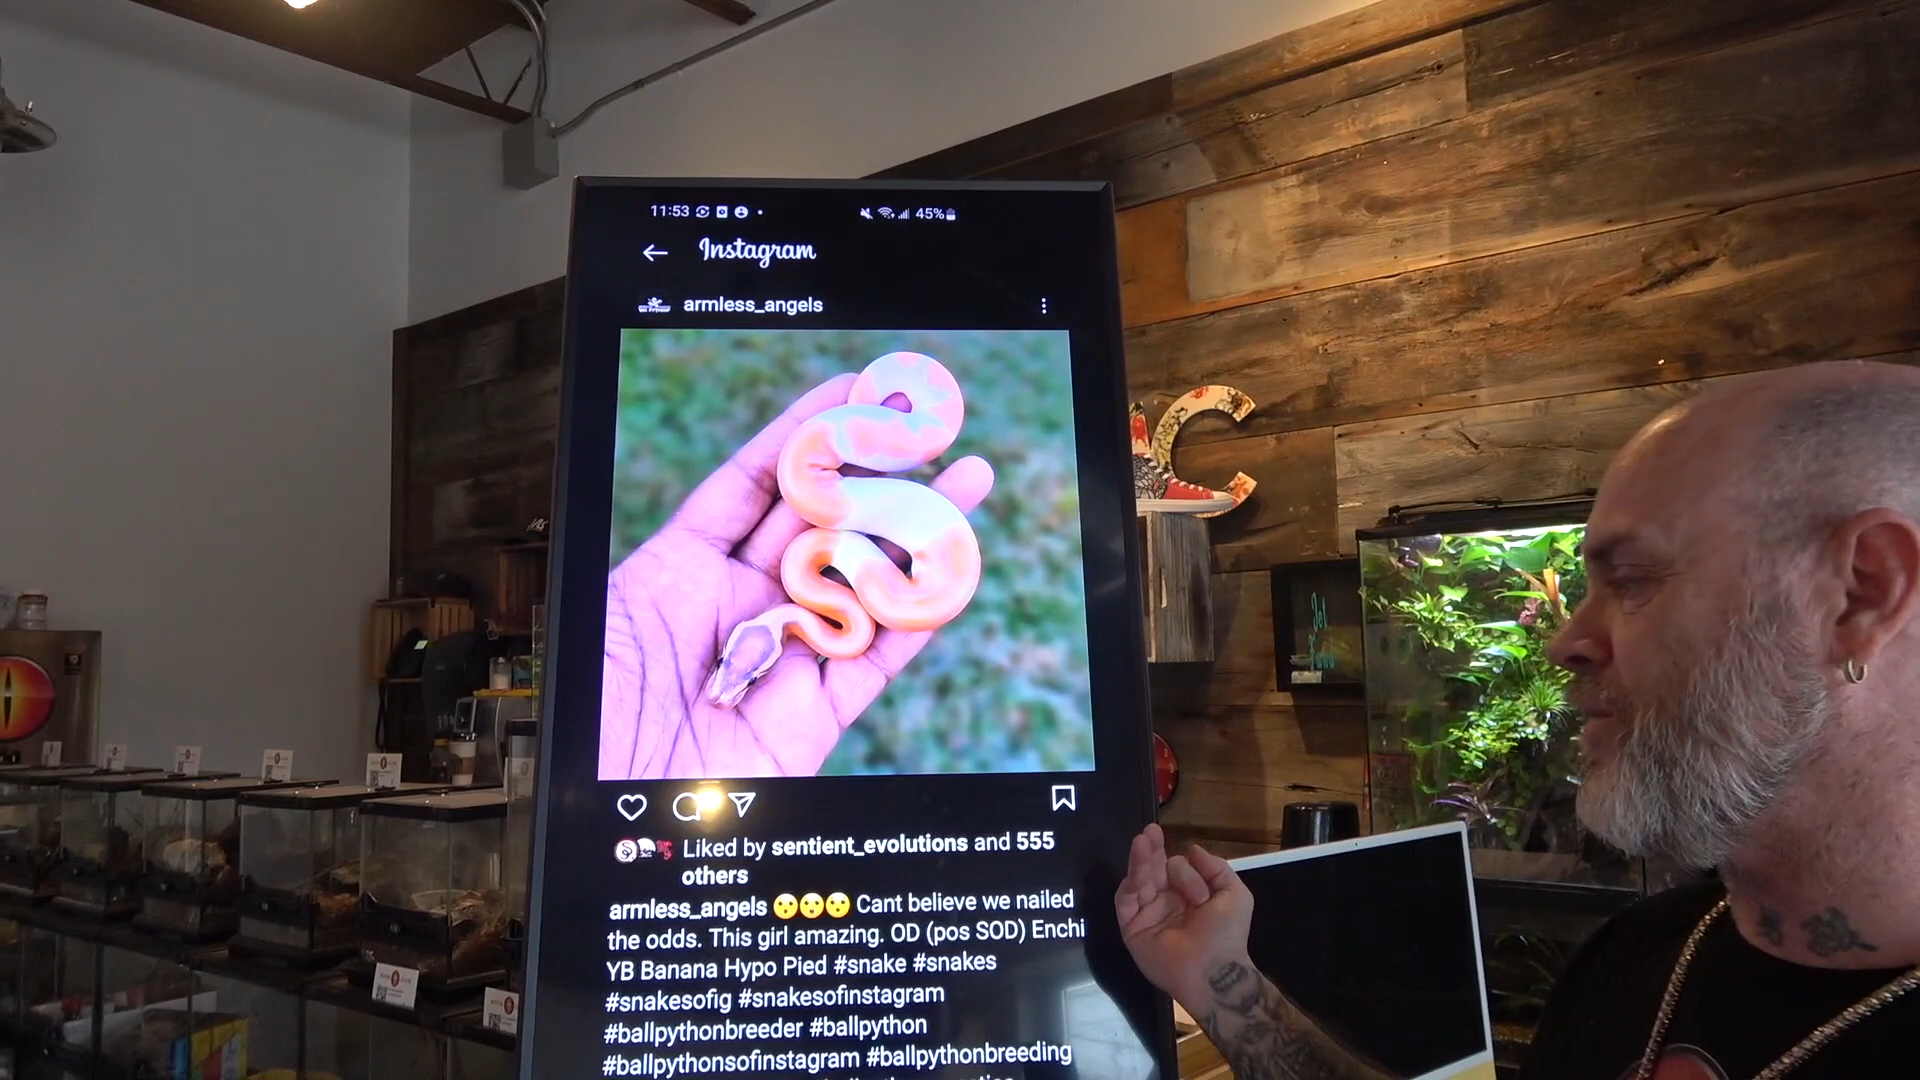 11:53
45%
Instagram
armless_angels
Liked by sentient_evolutions and 555
others
armless_angels 😲😲😲 Cant believe we nailed
the odds. This girl amazing. OD (pos SOD) Enchi
YB Banana Hypo Pied #snake #snakes
#snakesofig #snakesofinstagram
#ballpythonbreeder #ballpython
#ballpythonsofinstagram #ballpythonbreeding
C
Jet